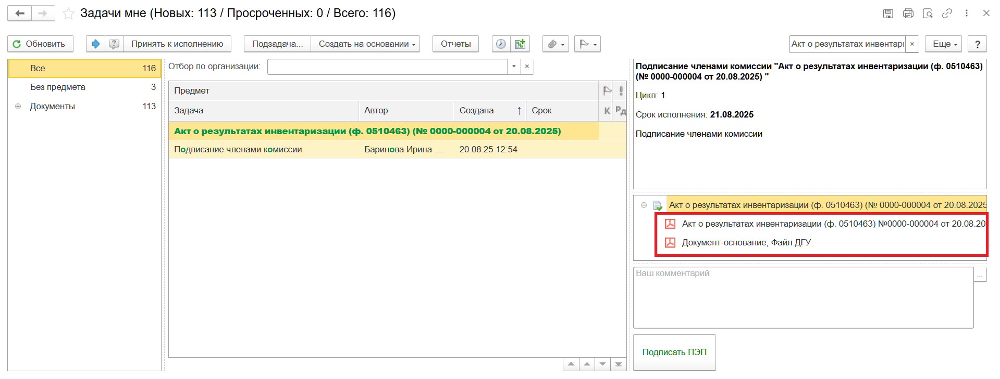 Задачи мне (Новых: 113 / Просроченных: 0 / Всего: 116)
Обновить
Принять к исполнению
Подзадача...
Создать на основании
Отчеты
Акт о результатах инвентар
×
Еще
?
Все 116
Без предмета 3
Документы 113
Отбор по организации:
Предмет
Задача Автор Создана ↑ Срок К Рд
Акт о результатах инвентаризации (ф. 0510463) (№ 0000-000004 от 20.08.2025)
Подписание членами комиссии Баринова Ирина ... 20.08.25 12:54
Подписание членами комиссии "Акт о результатах инвентаризации (ф. 0510463)
(№ 0000-000004 от 20.08.2025) "
Цикл: 1
Срок исполнения: 21.08.2025
Подписание членами комиссии
Акт о результатах инвентаризации (ф. 0510463) (№ 0000-000004 от 20.08.2025
Акт о результатах инвентаризации (ф. 0510463) №0000-000004 от 20.08.20
Документ-основание, Файл ДГУ
Ваш комментарий
...
Подписать ПЭП